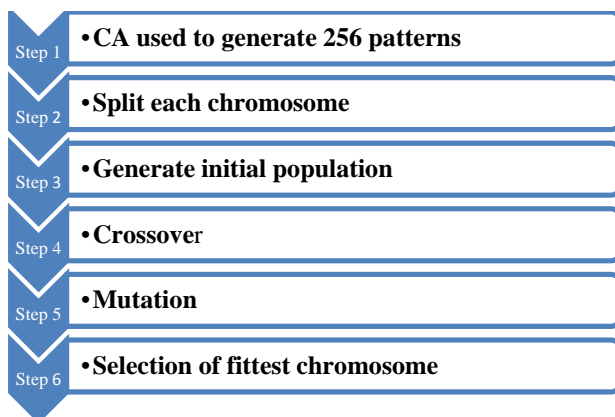 Step 1
•CA used to generate 256 patterns
Step 2
•Split each chromosome
Step 3
•Generate initial population
Step 4
•Crossover
Step 5
•Mutation
Step 6
•Selection of fittest chromosome